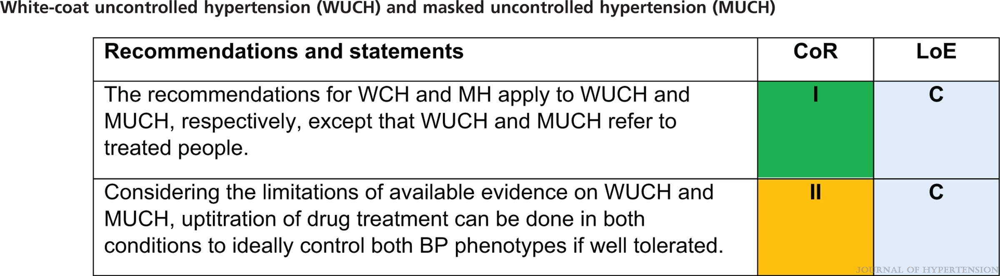 White-coat uncontrolled hypertension (WUCH) and masked uncontrolled hypertension (MUCH)
Recommendations and statements CoR LoE
The recommendations for WCH and MH apply to WUCH and I C
MUCH, respectively, except that WUCH and MUCH refer to
treated people.
Considering the limitations of available evidence on WUCH and II C
MUCH, uptitration of drug treatment can be done in both
conditions to ideally control both BP phenotypes if well tolerated.
JOURNAL OF HYPERTENSION